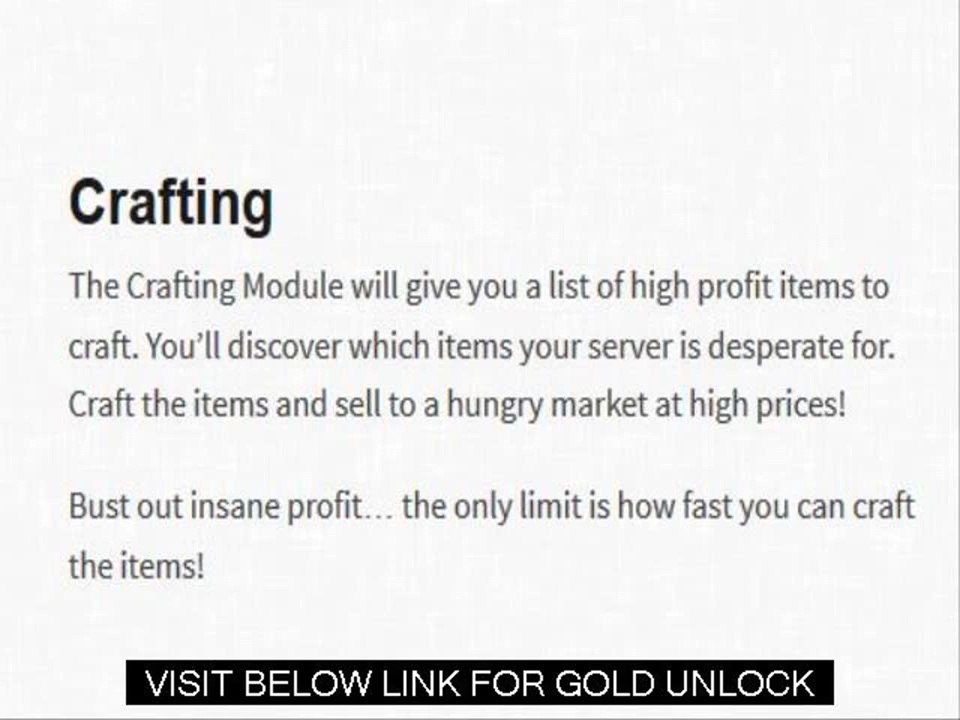 Crafting
The Crafting Module will give you a list of high profit items to
craft. You’ll discover which items your server is desperate for.
Craft the items and sell to a hungry market at high prices!
Bust out insane profit… the only limit is how fast you can craft
the items!
VISIT BELOW LINK FOR GOLD UNLOCK